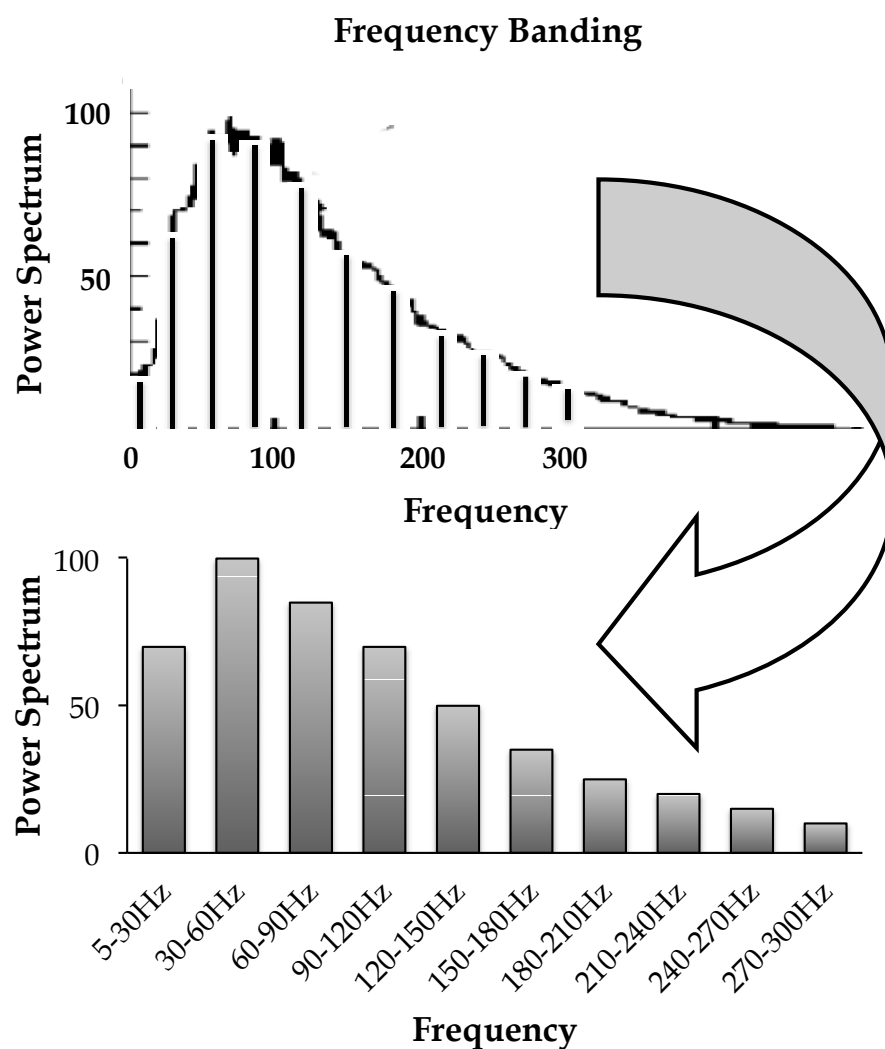 Frequency Banding
100
50
Power Spectrum
0 100 200 300
Frequency
100
50
0
Power Spectrum
5-30Hz
30-60Hz
60-90Hz
90-120Hz
120-150Hz
150-180Hz
180-210Hz
210-240Hz
240-270Hz
270-300Hz
Frequency